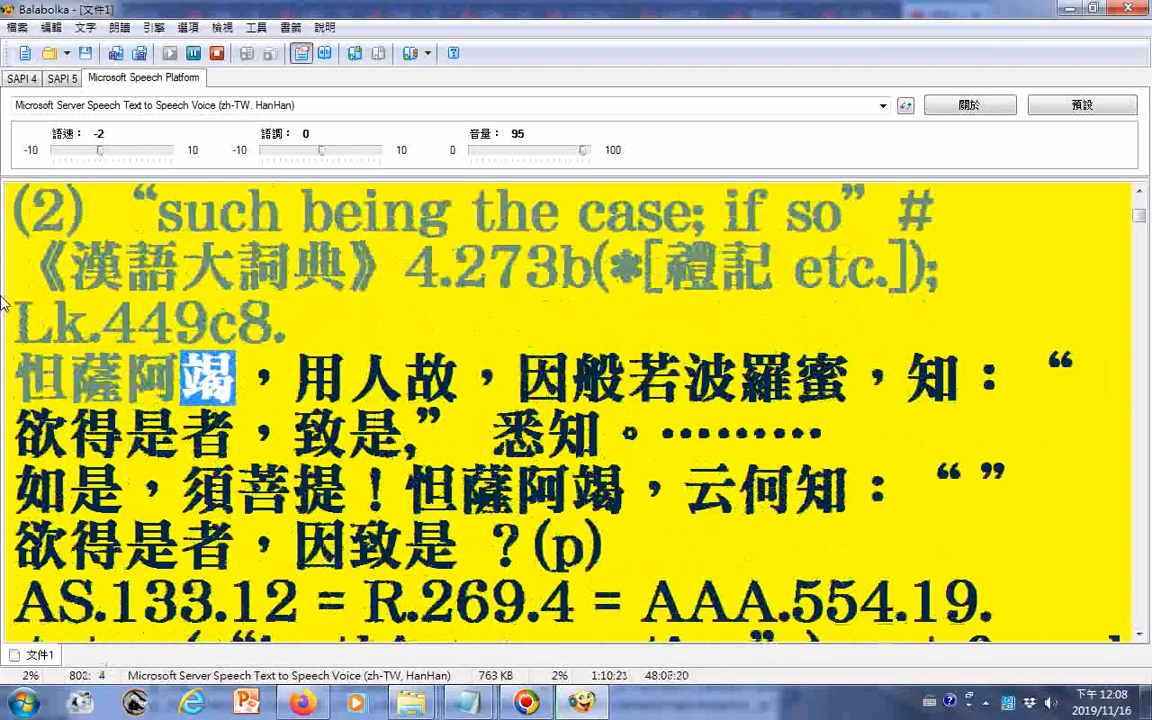 Balabolka - [文件1]
檔案 編輯 文字 朗讀 引擎 選項 檢視 工具 書籤 說明
SAPI 4 SAPI 5 Microsoft Speech Platform
Microsoft Server Speech Text to Speech Voice (zh-TW, HanHan) 關於 預設
語速： -2 語調： 0 音量： 95
-10 10 -10 10 0 100
(2) “such being the case; if so” #
《漢語大詞典》 4.273b(*[禮記 etc.]);
Lk.449c8.
怛薩阿竭，用人故，因般若波羅蜜，知：“
欲得是者，致是,” 悉知。‧‧‧‧‧‧‧‧‧
如是，須菩提！怛薩阿竭，云何知：“ ”
欲得是者，因致是 ？(p)
AS.133.12 = R.269.4 = AAA.554.19.
文件1
2% 802: 4 Microsoft Server Speech Text to Speech Voice (zh-TW, HanHan) 763 KB 2% 1:10:23 48:08:20
下午 12:08
2019/11/16